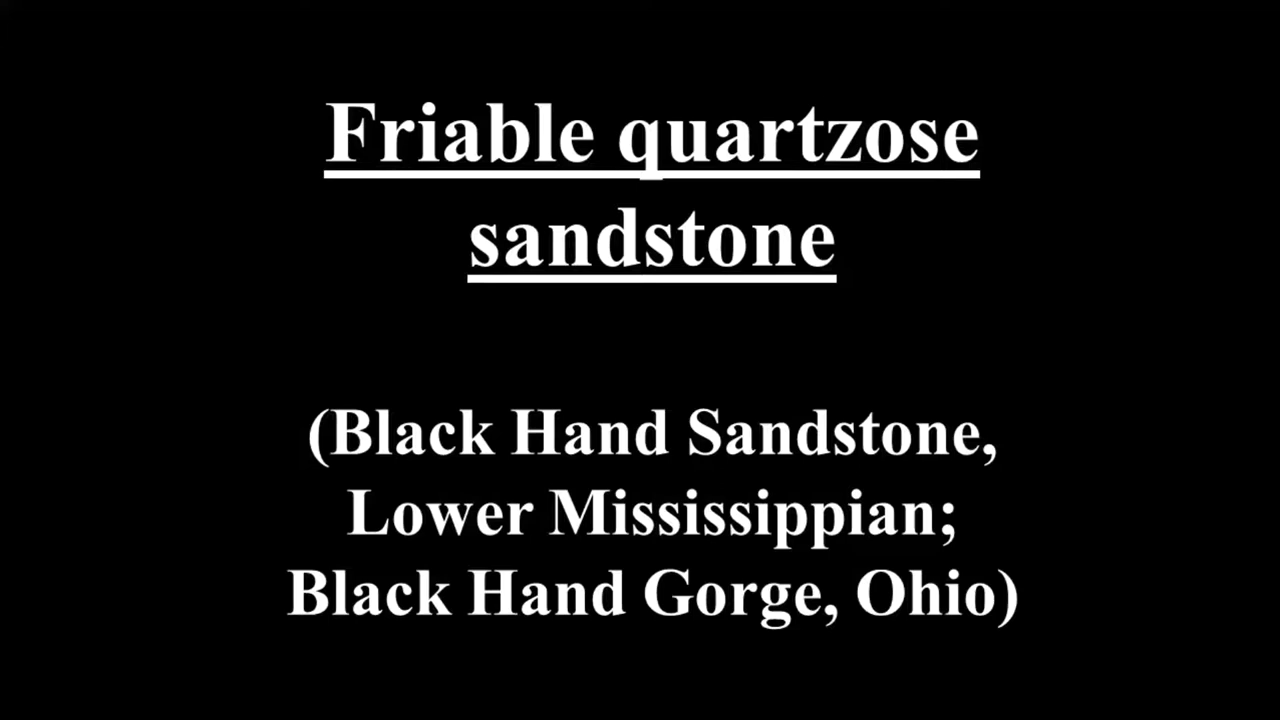 Friable quartzose
sandstone
(Black Hand Sandstone,
Lower Mississippian;
Black Hand Gorge, Ohio)